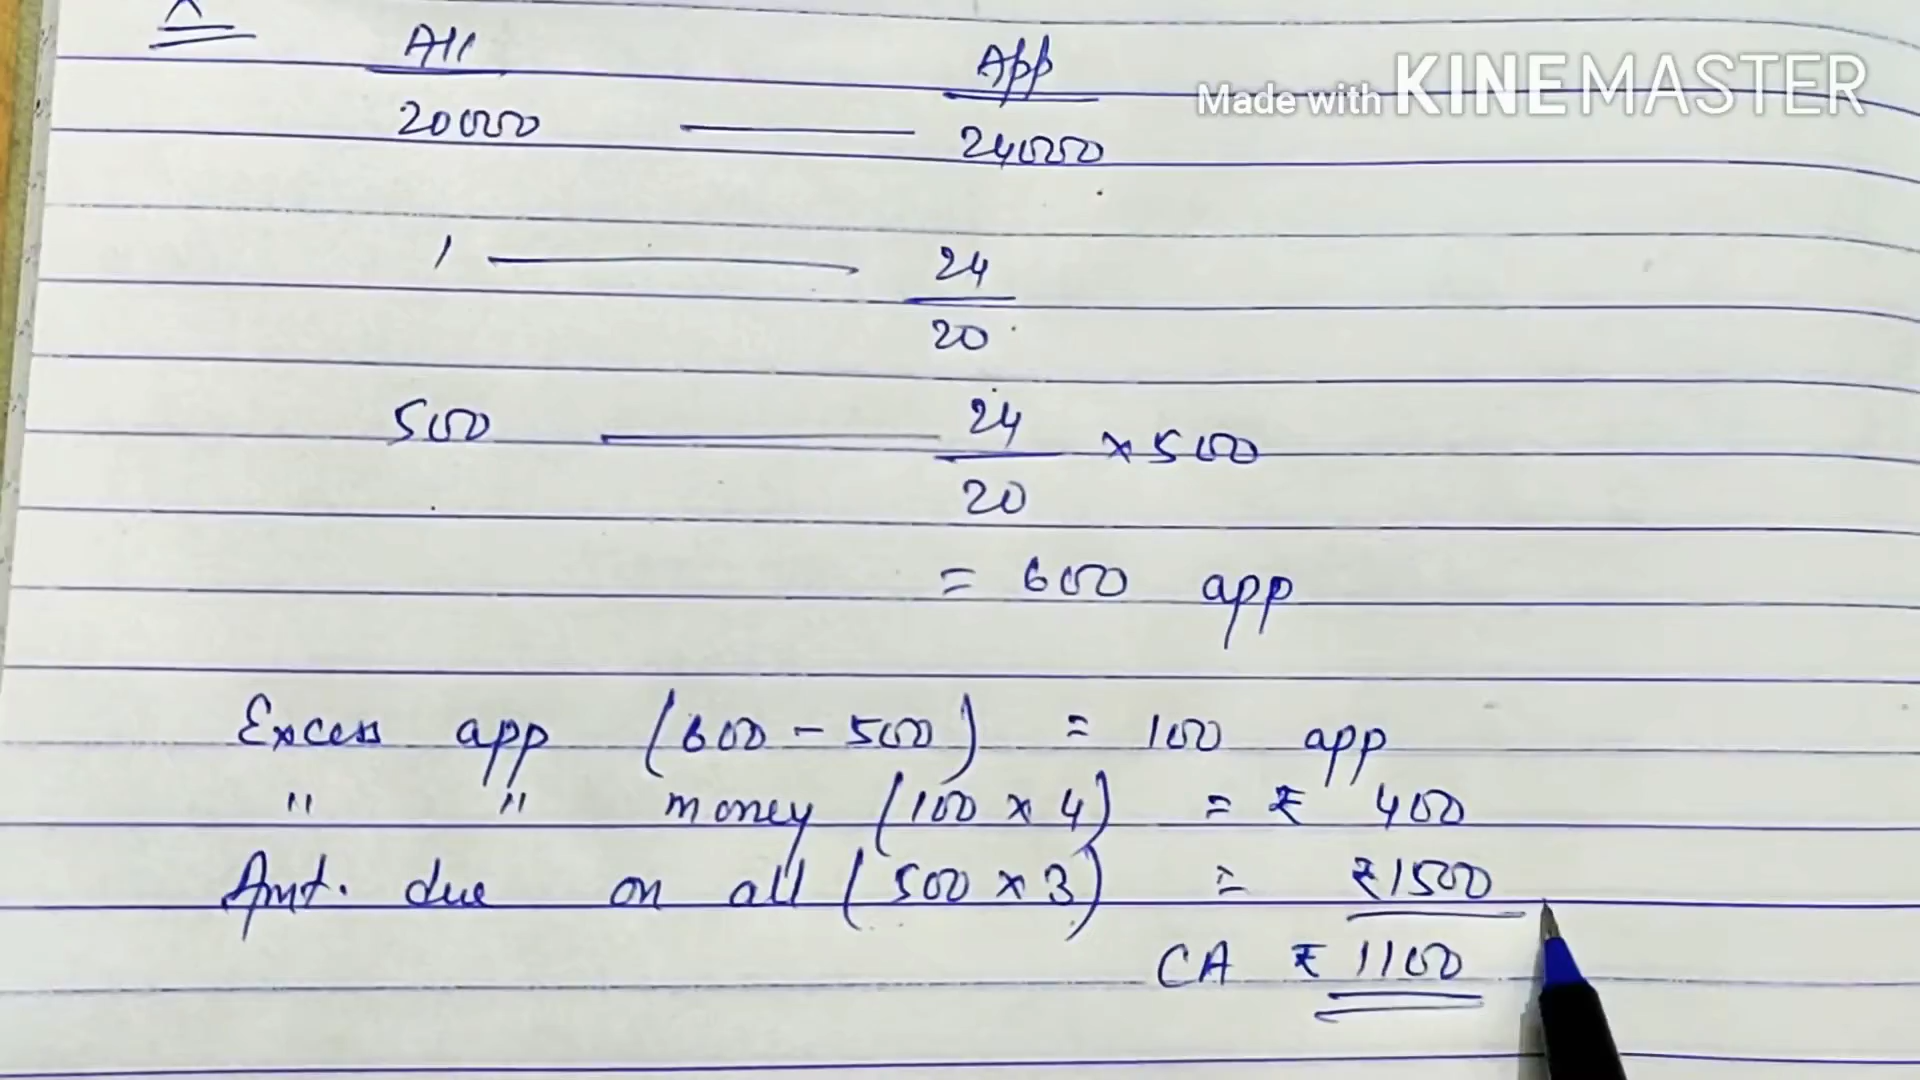 X
All App
Made with KINEMASTER
20000 — 24000
1 — 24
20
500 — 24 × 500
20
= 600 app
Excess app (600 - 500) = 100 app
" " money (100 × 4) = ₹ 400
Amt. due on all (500 × 3) = ₹1500
CA ₹ 1100